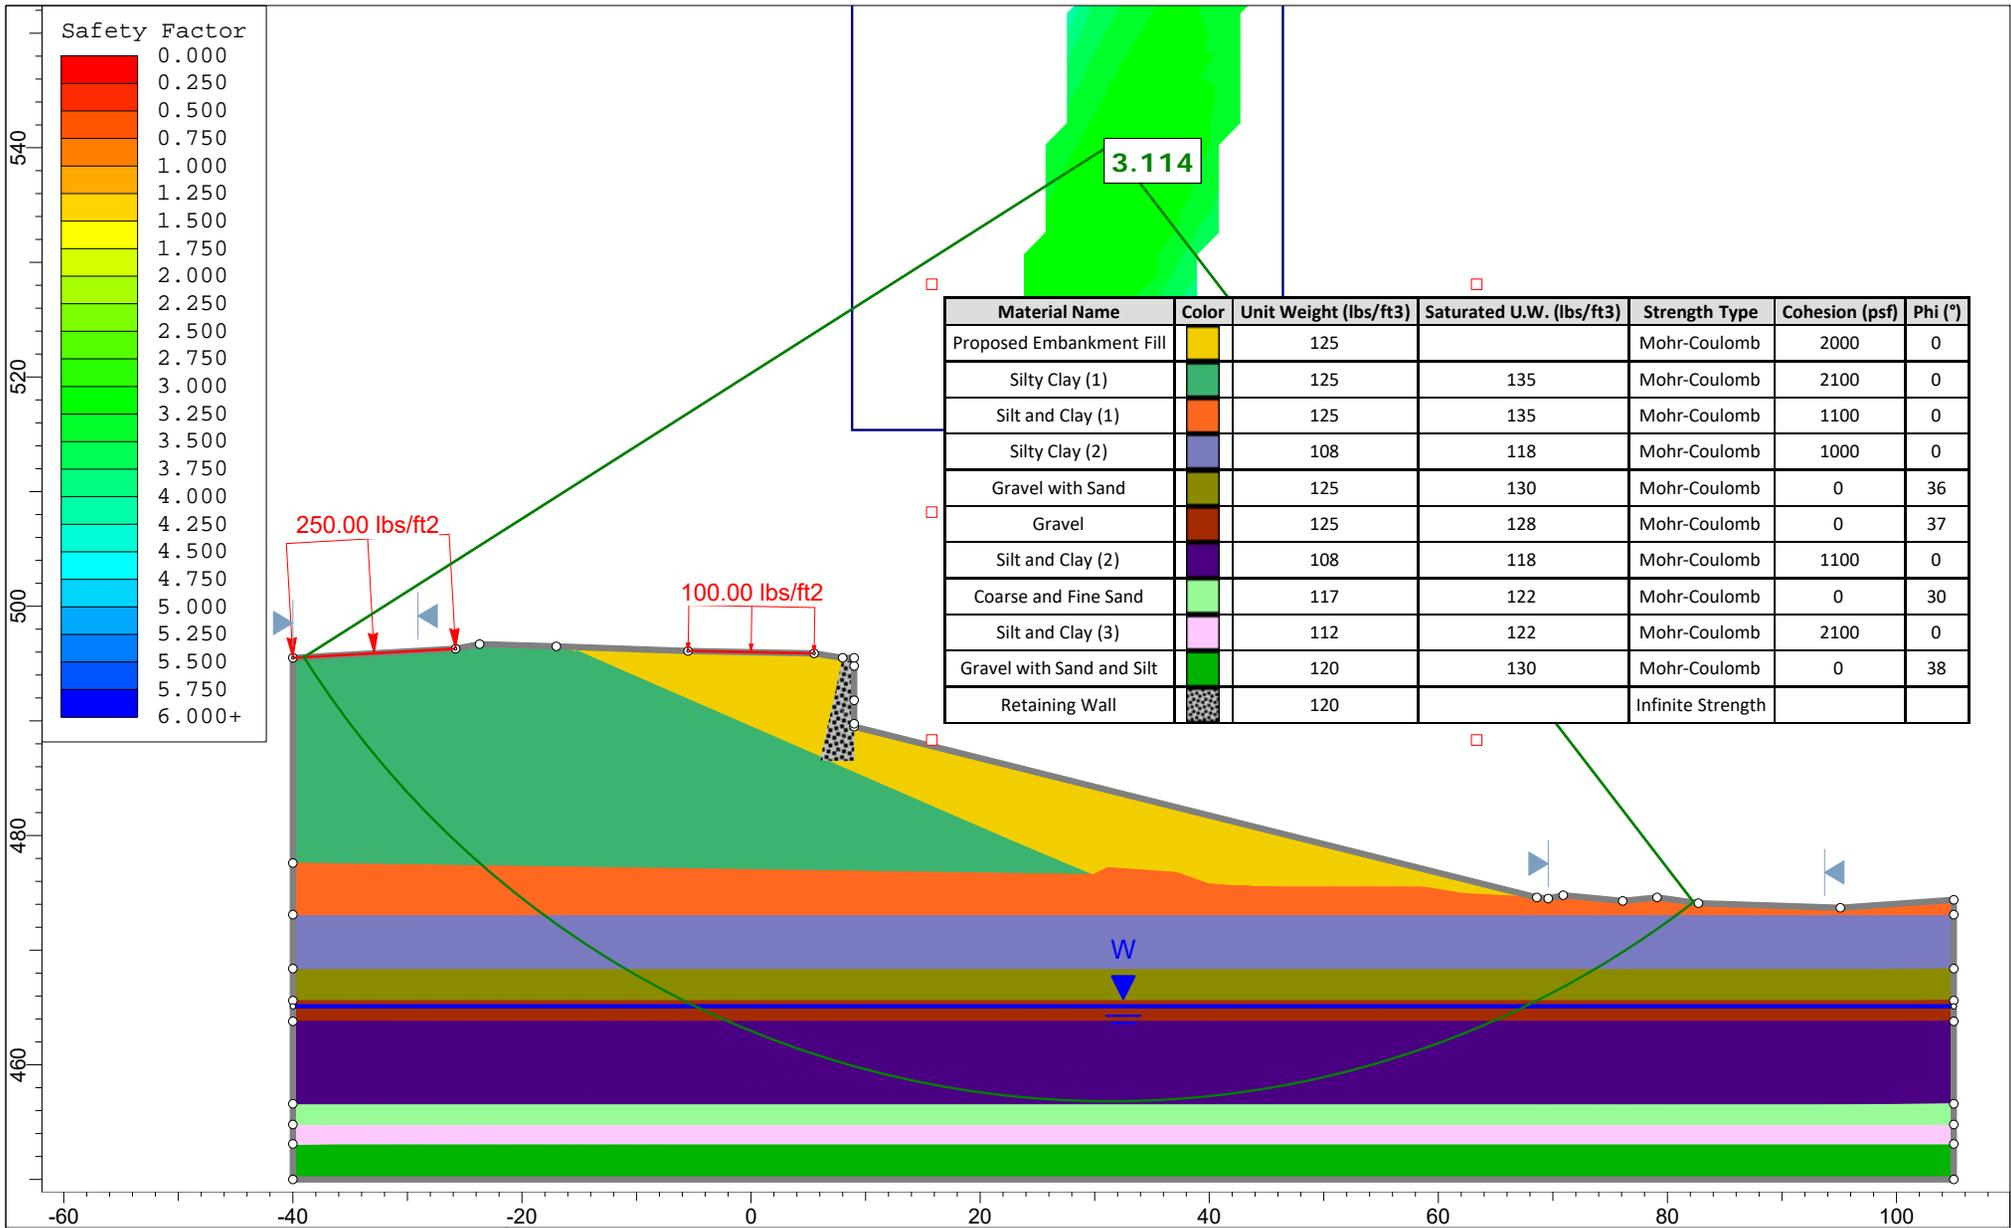 Safety Factor
0.000
0.250
0.500
0.750
1.000
1.250
1.500
1.750
2.000
2.250
2.500
2.750
3.000
3.250
3.500
3.750
4.000
4.250
4.500
4.750
5.000
5.250
5.500
5.750
6.000+
3.114
Material Name Color Unit Weight (lbs/ft3) Saturated U.W. (lbs/ft3) Strength Type Cohesion (psf) Phi (°)
Proposed Embankment Fill 125 Mohr-Coulomb 2000 0
Silty Clay (1) 125 135 Mohr-Coulomb 2100 0
Silt and Clay (1) 125 135 Mohr-Coulomb 1100 0
Silty Clay (2) 108 118 Mohr-Coulomb 1000 0
Gravel with Sand 125 130 Mohr-Coulomb 0 36
Gravel 125 128 Mohr-Coulomb 0 37
Silt and Clay (2) 108 118 Mohr-Coulomb 1100 0
Coarse and Fine Sand 117 122 Mohr-Coulomb 0 30
Silt and Clay (3) 112 122 Mohr-Coulomb 2100 0
Gravel with Sand and Silt 120 130 Mohr-Coulomb 0 38
Retaining Wall 120 Infinite Strength
250.00 lbs/ft2
100.00 lbs/ft2
W
540
520
500
480
460
-60 -40 -20 0 20 40 60 80 100